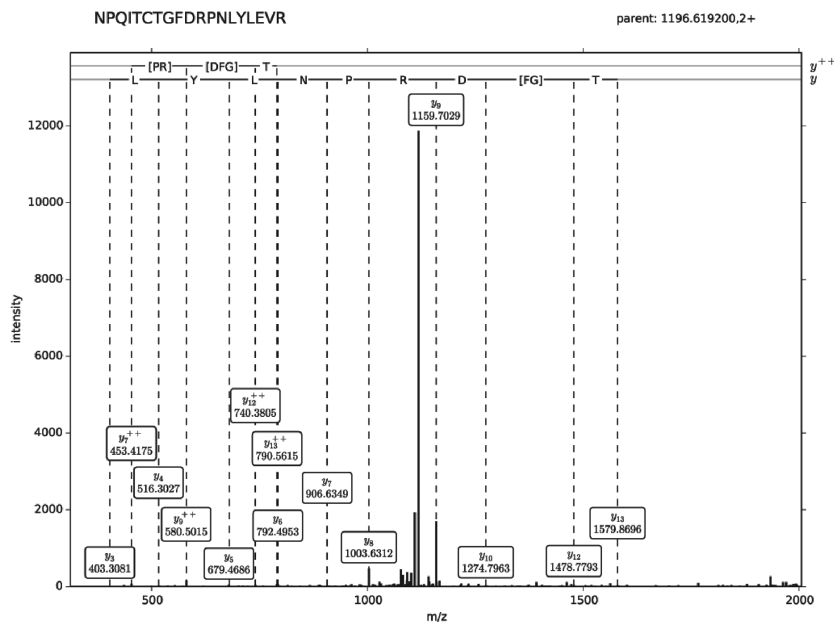 NPQITCTGFDRPNLYLEVR
parent: 1196.619200,2+
[PR] [DFG] T
y++
L Y L N P R D [FG] T
y
y9
1159.7029
12000
10000
8000
6000
4000
2000
0
intensity
y12++
740.3805
y7++
453.4175
y13++
790.5615
y4
516.3027
y7
906.6349
y9++
580.5015
y6
792.4953
y13
1579.8696
y8
1003.6312
y3
403.3081
y5
679.4686
y10
1274.7963
y12
1478.7793
500 1000 1500 2000
m/z